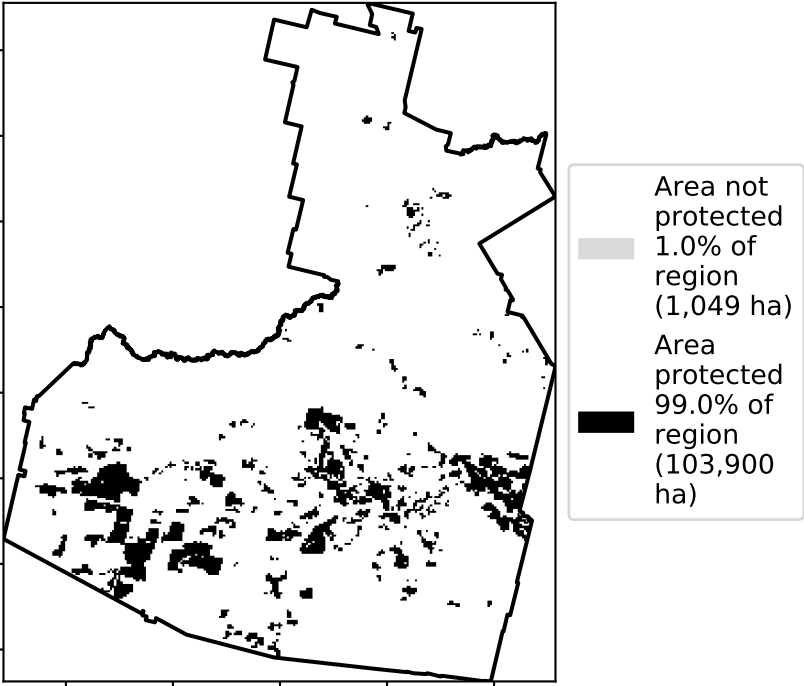 Area not
protected
1.0% of
region
(1,049 ha)
Area
protected
99.0% of
region
(103,900
ha)